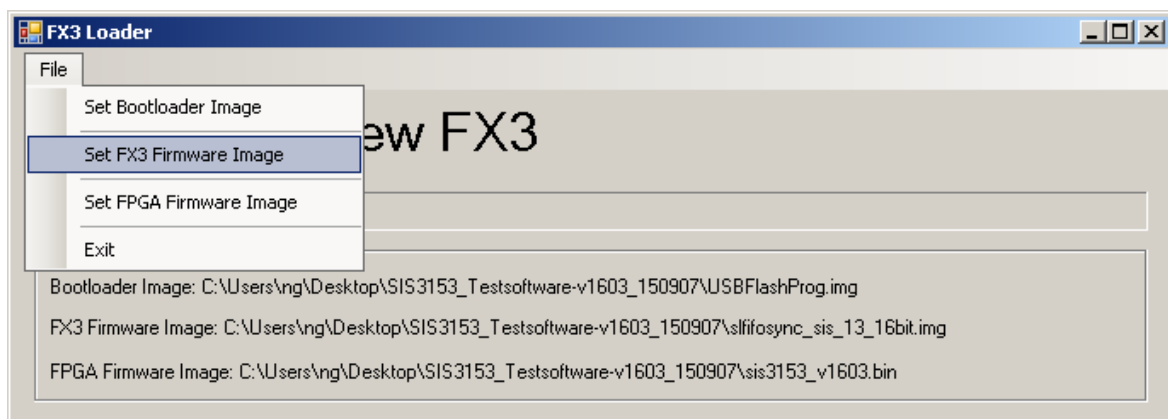 FX3 Loader
File
Set Bootloader Image
Set FX3 Firmware Image
Set FPGA Firmware Image
Exit
FX3
Bootloader Image: C:\Users\ng\Desktop\SIS3153_Testsoftware-v1603_150907\USBFlashProg.img
FX3 Firmware Image: C:\Users\ng\Desktop\SIS3153_Testsoftware-v1603_150907\slfifosync_sis_13_16bit.img
FPGA Firmware Image: C:\Users\ng\Desktop\SIS3153_Testsoftware-v1603_150907\sis3153_v1603.bin